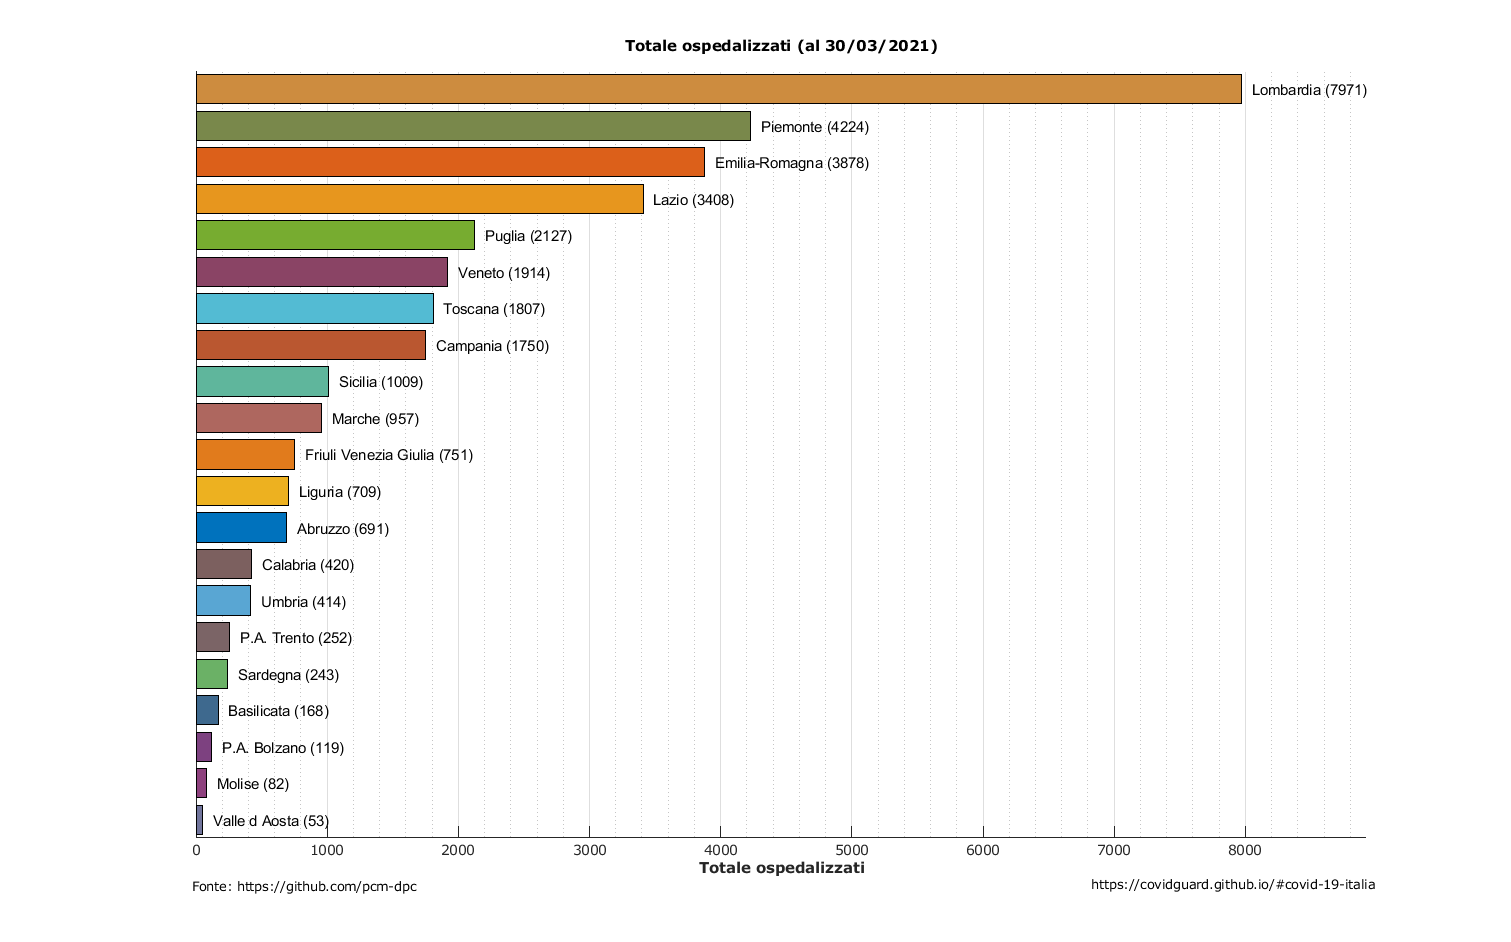 Totale ospedalizzati (al 30/03/2021)
Lombardia (7971)
Piemonte (4224)
Emilia-Romagna (3878)
Lazio (3408)
Puglia (2127)
Veneto (1914)
Toscana (1807)
Campania (1750)
Sicilia (1009)
Marche (957)
Friuli Venezia Giulia (751)
Liguria (709)
Abruzzo (691)
Calabria (420)
Umbria (414)
P.A. Trento (252)
Sardegna (243)
Basilicata (168)
P.A. Bolzano (119)
Molise (82)
Valle d Aosta (53)
0 1000 2000 3000 4000 5000 6000 7000 8000
Totale ospedalizzati
Fonte: https://github.com/pcm-dpc
https://covidguard.github.io/#covid-19-italia